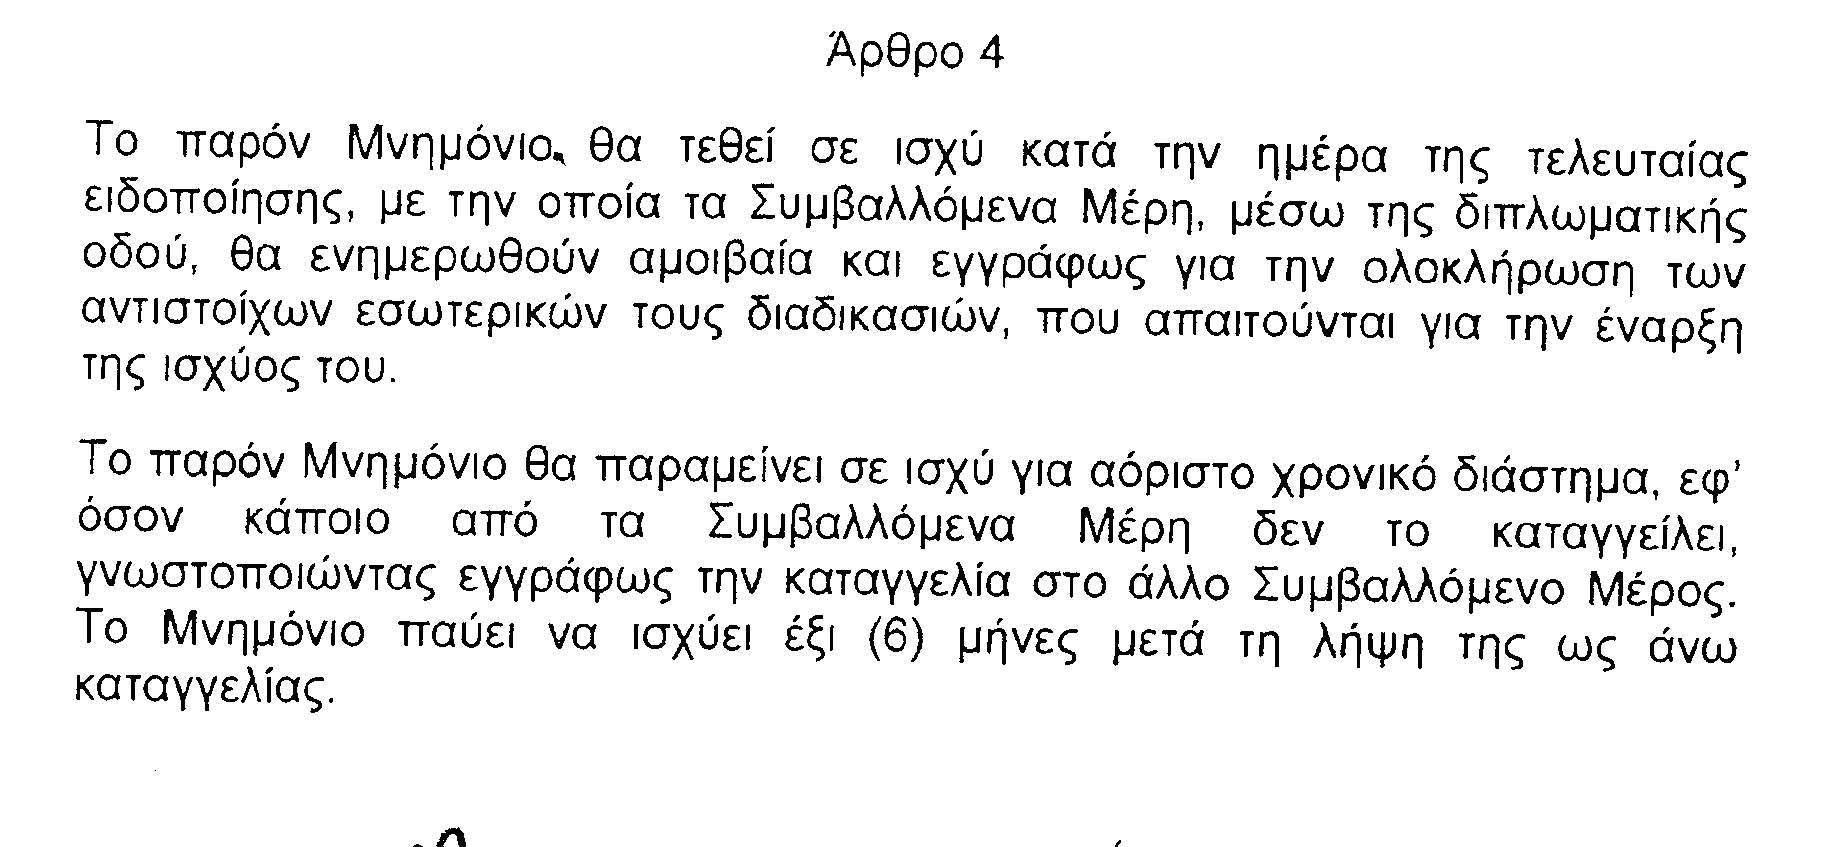 Άρθρο 4
Το παρόν Μνημόνιο θα τεθεί σε ισχύ κατά την ημέρα της τελευταίας
ειδοποίησης, με την οποία τα Συμβαλλόμενα Μέρη, μέσω της διπλωματικής
οδού, θα ενημερωθούν αμοιβαία και εγγράφως για την ολοκλήρωση των
αντιστοίχων εσωτερικών τους διαδικασιών, που απαιτούνται για την έναρξη
της ισχύος του.
Το παρόν Μνημόνιο θα παραμείνει σε ισχύ για αόριστο χρονικό διάστημα, εφ'
όσον κάποιο από τα Συμβαλλόμενα Μέρη δεν το καταγγείλει,
γνωστοποιώντας εγγράφως την καταγγελία στο άλλο Συμβαλλόμενο Μέρος.
Το Μνημόνιο παύει να ισχύει έξι (6) μήνες μετά τη λήψη της ως άνω
καταγγελίας.